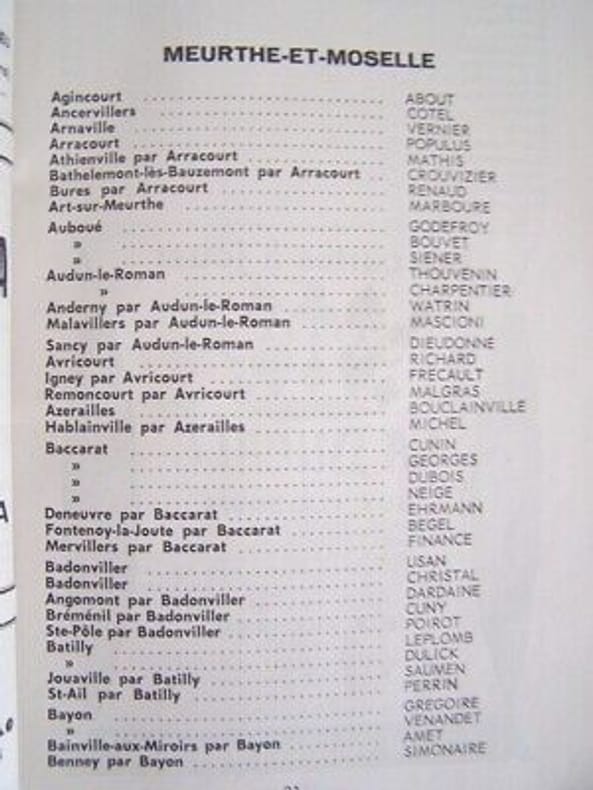 MEURTHE-ET-MOSELLE
Agincourt ABOUT
Ancervillers COTEL
Arnaville VERNIER
Arracourt POPULUS
Athienville par Arracourt MATHIS
Bathelemont-lès-Bauzemont par Arracourt CROUVIZIER
Bures par Arracourt RENAUD
Art-sur-Meurthe MARBOURE
Auboué GODEFROY
» BOUVET
» SIENER
Audun-le-Roman THOUVENIN
» CHARPENTIER
Anderny par Audun-le-Roman WATRIN
Malavillers par Audun-le-Roman MASCIONI
Sancy par Audun-le-Roman DIEUDONNE
Avricourt RICHARD
Igney par Avricourt FRECAULT
Remoncourt par Avricourt MALGRAS
Azerailles BOUCLAINVILLE
Hablainville par Azerailles MICHEL
Baccarat CUNIN
» GEORGES
» DUBOIS
» NEIGE
Deneuvre par Baccarat EHRMANN
Fontenoy-la-Joute par Baccarat BEGEL
Mervillers par Baccarat FINANCE
Badonviller LISAN
Badonviller CHRISTAL
Angomont par Badonviller DARDAINE
Bréménil par Badonviller CUNY
Ste-Pôle par Badonviller POIROT
Batilly LEPLOMB
» DULICK
Jouaville par Batilly SAUMEN
St-Ail par Batilly PERRIN
Bayon GREGOIRE
» VENANDET
Bainville-aux-Miroirs par Bayon AMET
Benney par Bayon SIMONAIRE